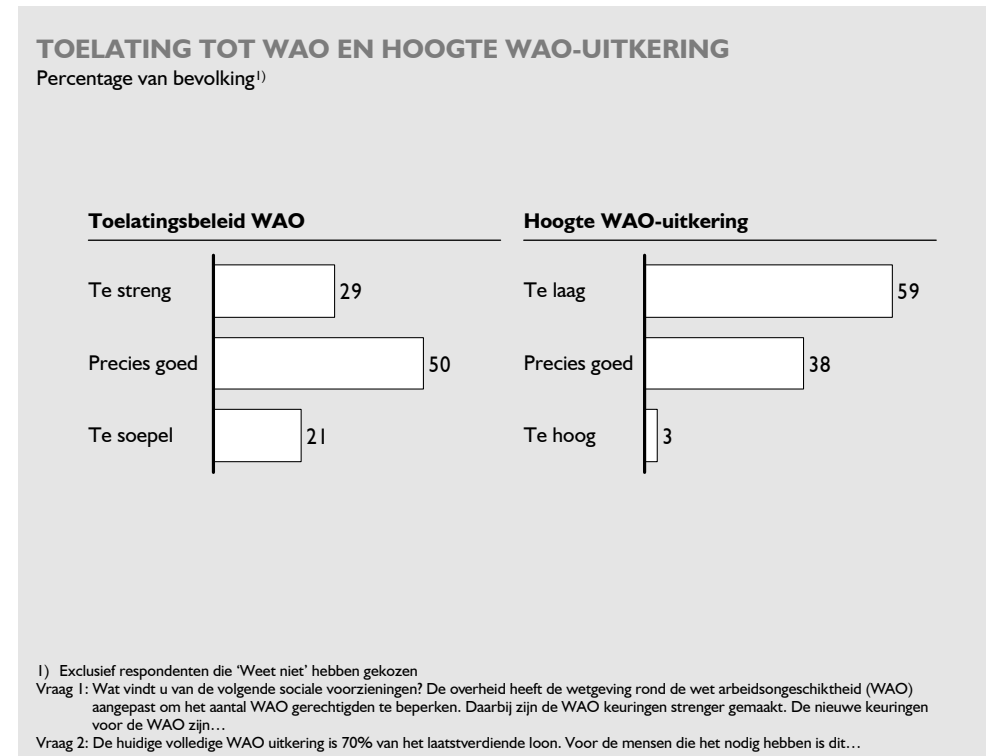 TOELATING TOT WAO EN HOOGTE WAO-UITKERING
Percentage van bevolking1)
Toelatingsbeleid WAO
Te streng 29
Precies goed 50
Te soepel 21
Hoogte WAO-uitkering
Te laag 59
Precies goed 38
Te hoog 3
1) Exclusief respondenten die ‘Weet niet’ hebben gekozen
Vraag 1: Wat vindt u van de volgende sociale voorzieningen? De overheid heeft de wetgeving rond de wet arbeidsongeschiktheid (WAO)
aangepast om het aantal WAO gerechtigden te beperken. Daarbij zijn de WAO keuringen strenger gemaakt. De nieuwe keuringen
voor de WAO zijn…
Vraag 2: De huidige volledige WAO uitkering is 70% van het laatstverdiende loon. Voor de mensen die het nodig hebben is dit…